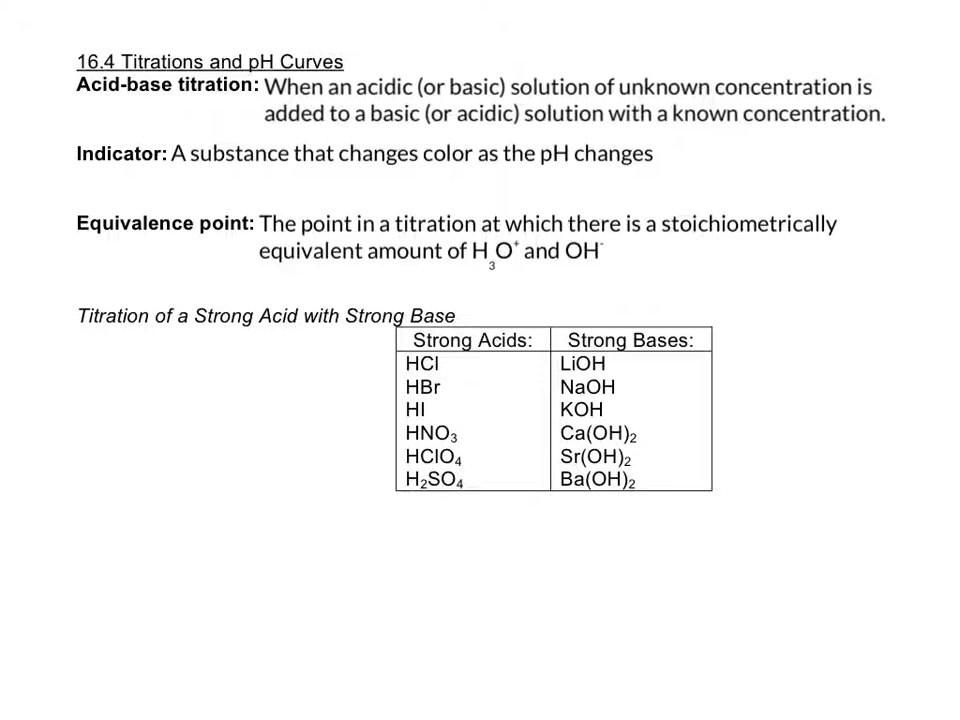 16.4 Titrations and pH Curves
Acid-base titration: When an acidic (or basic) solution of unknown concentration is
added to a basic (or acidic) solution with a known concentration.
Indicator: A substance that changes color as the pH changes
Equivalence point: The point in a titration at which there is a stoichiometrically
equivalent amount of H₃O⁺ and OH⁻
Titration of a Strong Acid with Strong Base
Strong Acids: Strong Bases:
HCl LiOH
HBr NaOH
HI KOH
HNO₃ Ca(OH)₂
HClO₄ Sr(OH)₂
H₂SO₄ Ba(OH)₂